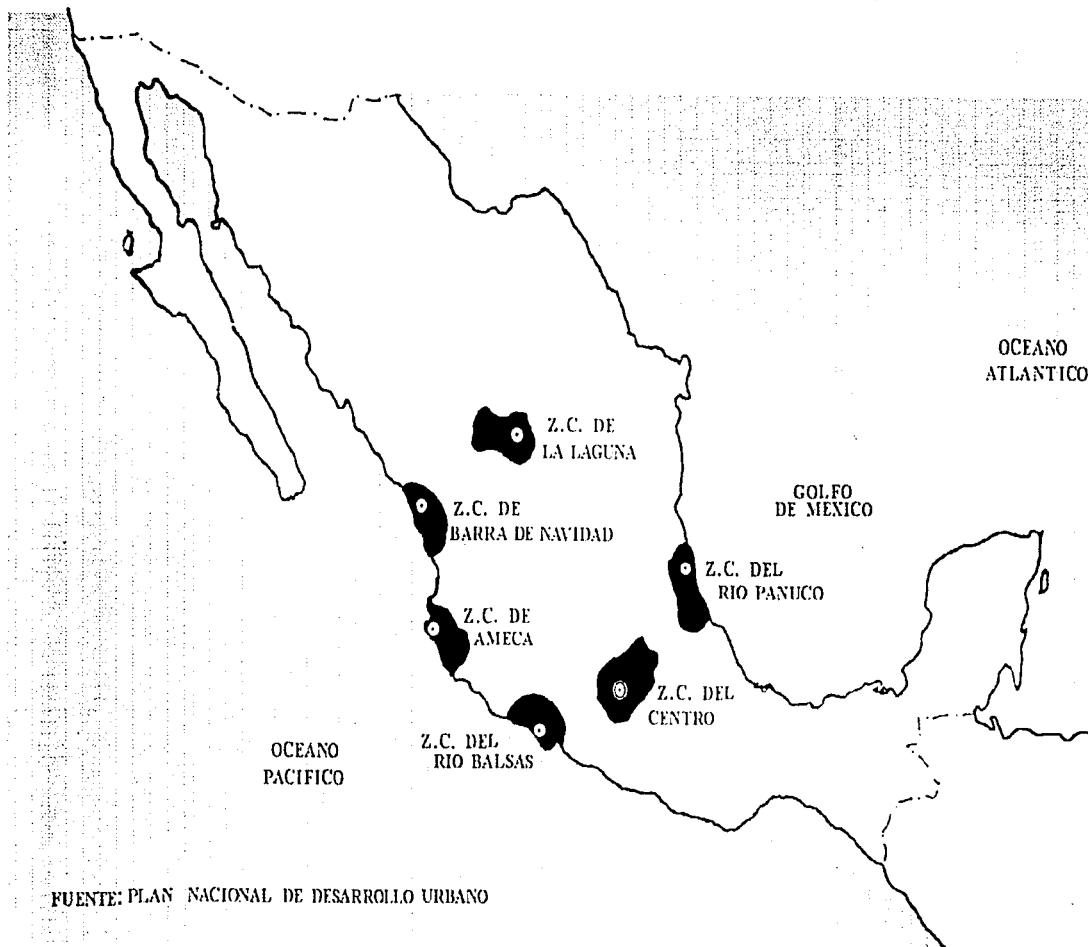 OCEANO
ATLANTICO
Z.C. DE
LA LAGUNA
GOLFO
DE MEXICO
Z.C. DE
BARRA DE NAVIDAD
Z.C. DEL
RIO PANUCO
Z.C. DE
AMECA
Z.C. DEL
CENTRO
Z.C. DEL
RIO BALSAS
OCEANO
PACIFICO
FUENTE: PLAN NACIONAL DE DESARROLLO URBANO